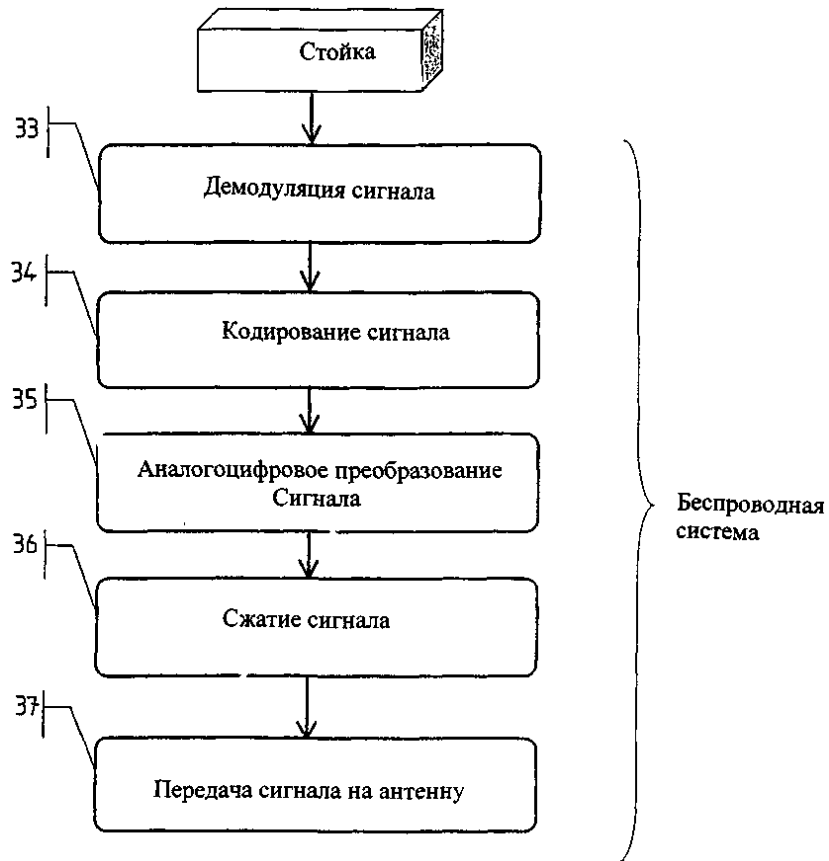 Стойка
33
Демодуляция сигнала
34
Кодирование сигнала
35
Аналогоцифровое преобразование
Сигнала
36
Сжатие сигнала
37
Передача сигнала на антенну
Беспроводная
система